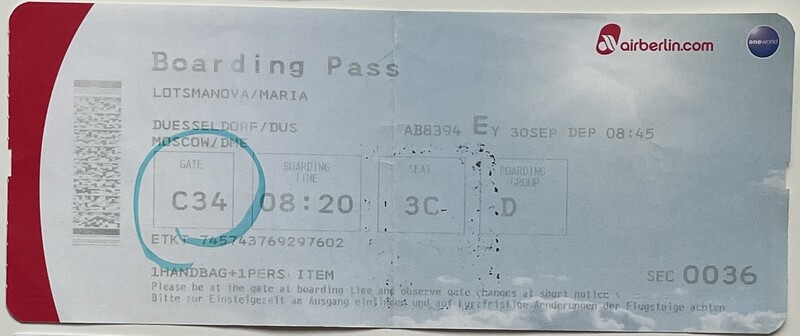 airberlin.com
oneworld
Boarding Pass
LOTSMANOVA/MARIA
DUESSELDORF/DUS AB8394 EY 30SEP DEP 08:45
MOSCOW/DME
GATE BOARDING TIME SEAT BOARDING GROUP
C34 08:20 3C D
ETKT 745743769297602
1HANDBAG+1PERS ITEM SEC 0036
Please be at the gate at boarding time and observe gate changes at short notice
Bitte zur Einsteigezeit am Ausgang einfinden und auf kurzfristige Aenderungen der Flugsteige achten